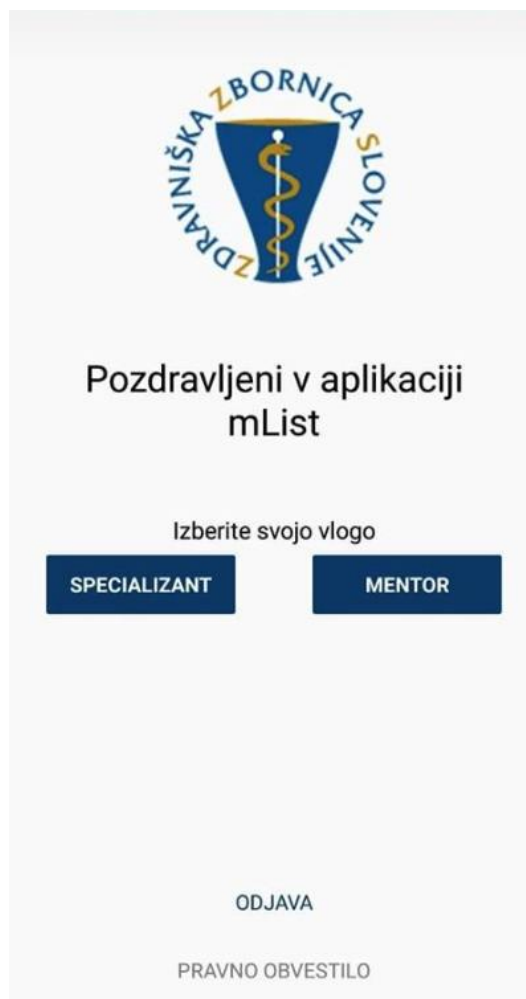 ZDRAVNIŠKA ZBORNICA SLOVENIJE
Pozdravljeni v aplikaciji
mList
Izberite svojo vlogo
SPECIALIZANT
MENTOR
ODJAVA
PRAVNO OBVESTILO